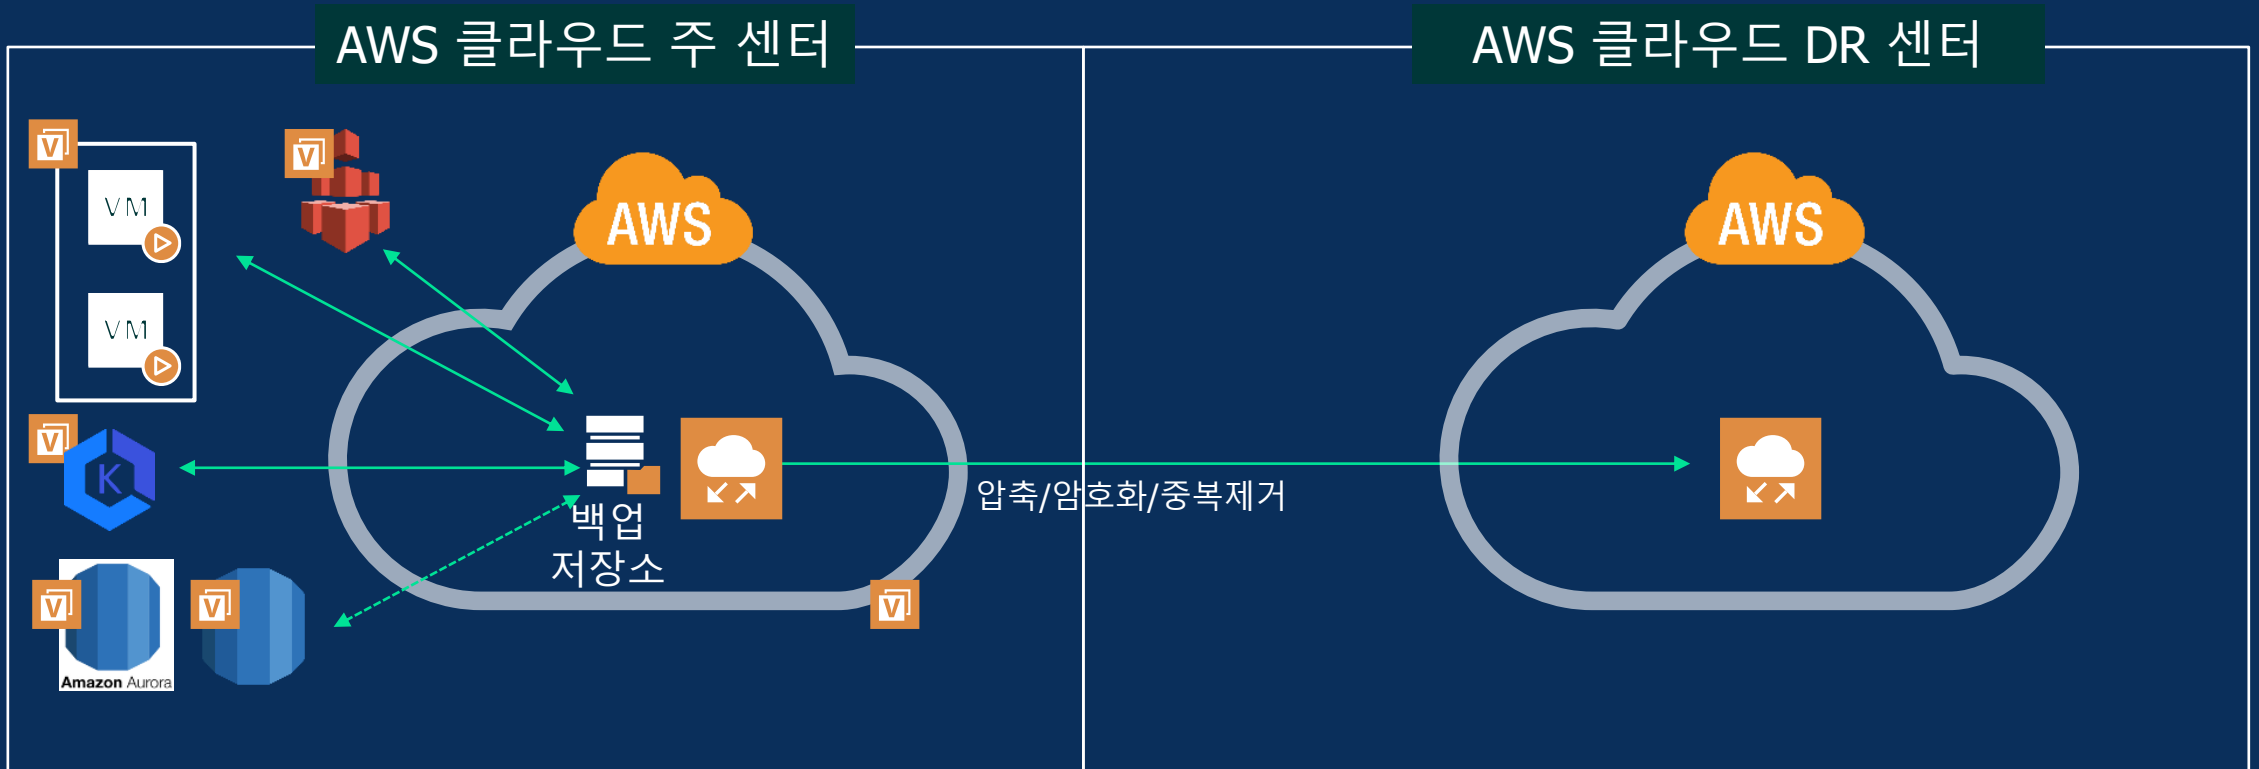 AWS 클라우드 주 센터
AWS 클라우드 DR 센터
V
V
VM
AWS
AWS
VM
V
K
압축/암호화/중복제거
백업
저장소
V
V
V
Amazon Aurora